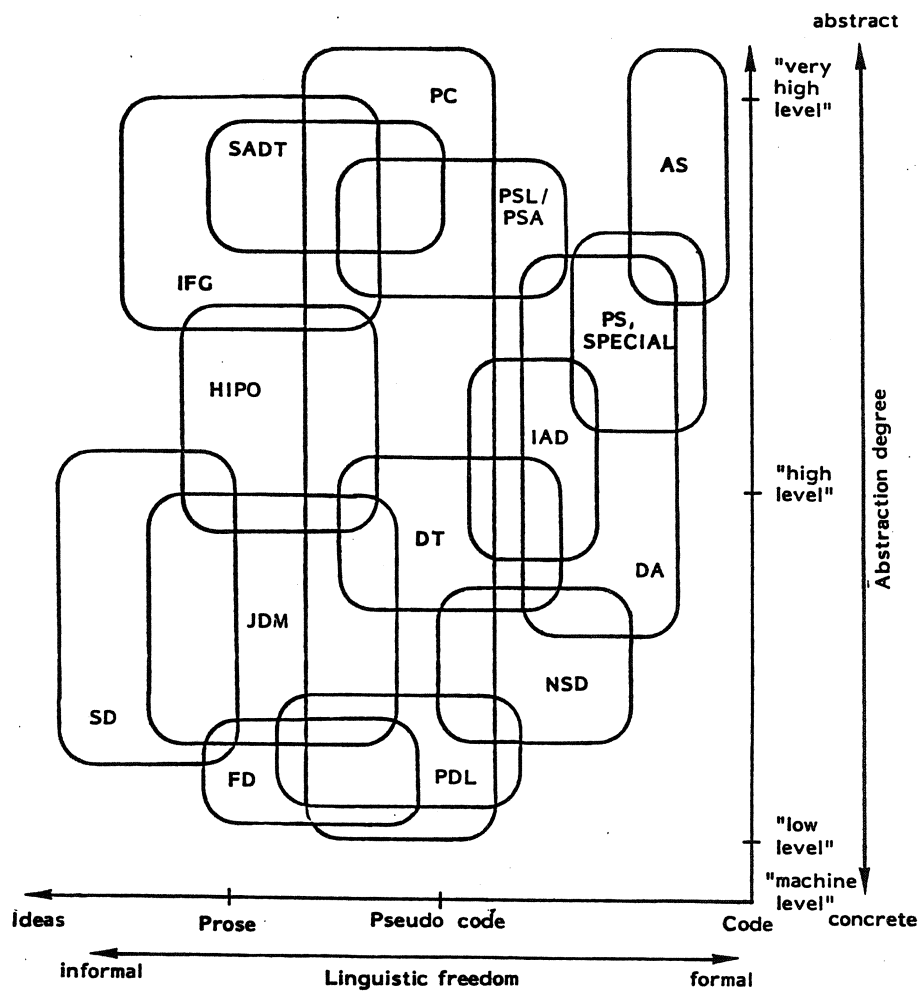 abstract
"very
high
level"
PC
SADT
AS
PSL/
PSA
IFG
PS,
SPECIAL
HIPO
IAD
"high
level"
Abstraction degree
DT
DA
JDM
NSD
SD
FD
PDL
"low
level"
"machine
level"
Ideas
Prose
Pseudo code
Code
concrete
informal
Linguistic freedom
formal